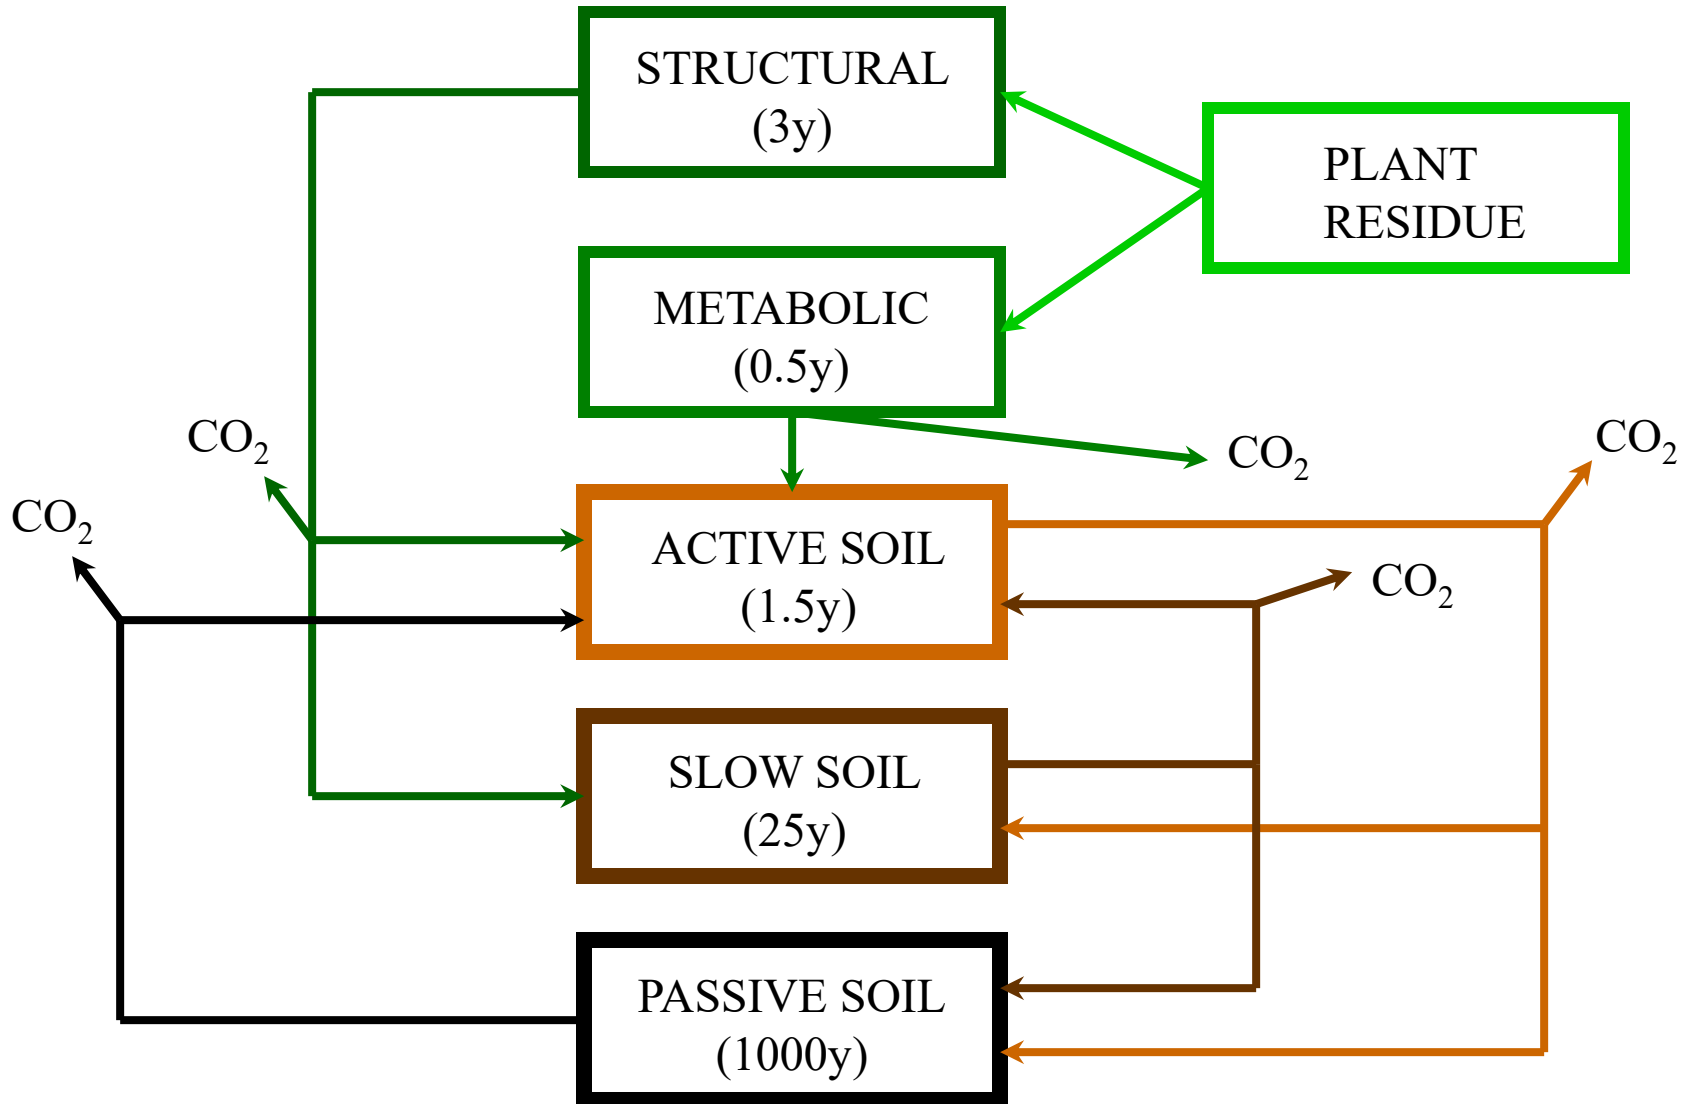 STRUCTURAL
(3y)
PLANT
RESIDUE
METABOLIC
(0.5y)
CO₂
CO₂
CO₂
CO₂
ACTIVE SOIL
(1.5y)
CO₂
SLOW SOIL
(25y)
PASSIVE SOIL
(1000y)